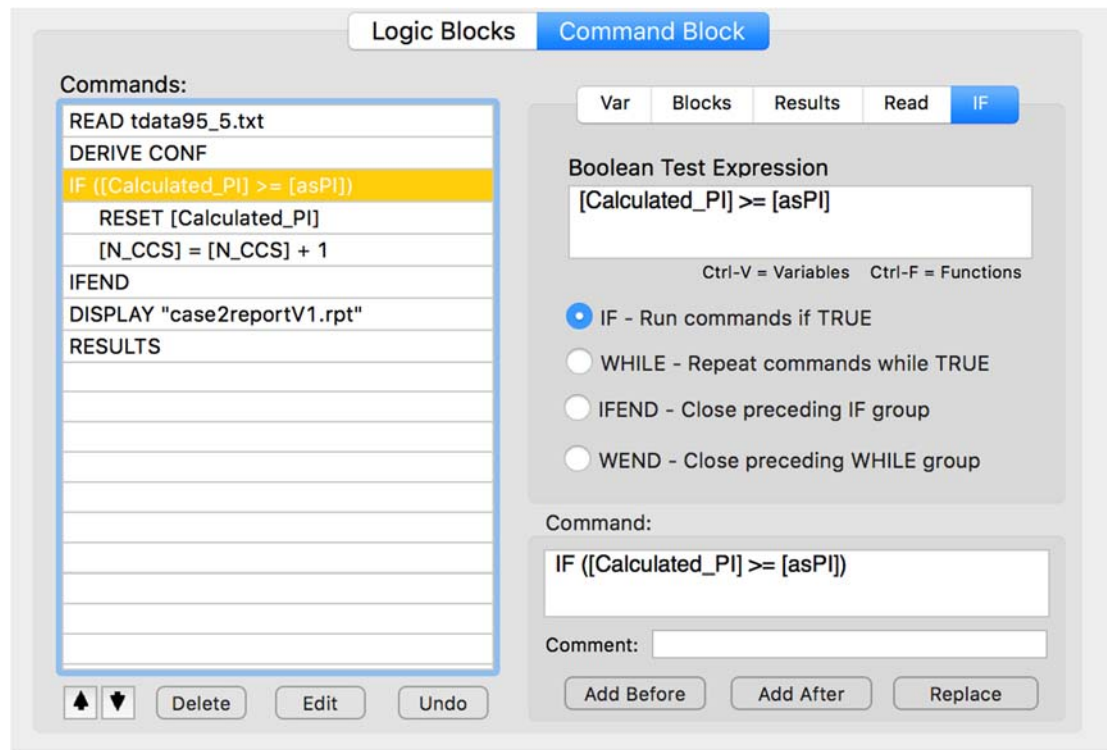 Logic Blocks Command Block
Commands:
READ tdata95_5.txt
DERIVE CONF
IF ([Calculated_PI] >= [asPI])
RESET [Calculated_PI]
[N_CCS] = [N_CCS] + 1
IFEND
DISPLAY "case2reportV1.rpt"
RESULTS
Delete Edit Undo
Var Blocks Results Read IF
Boolean Test Expression
[Calculated_PI] >= [asPI]
Ctrl-V = Variables Ctrl-F = Functions
IF - Run commands if TRUE
WHILE - Repeat commands while TRUE
IFEND - Close preceding IF group
WEND - Close preceding WHILE group
Command:
IF ([Calculated_PI] >= [asPI])
Comment:
Add Before Add After Replace